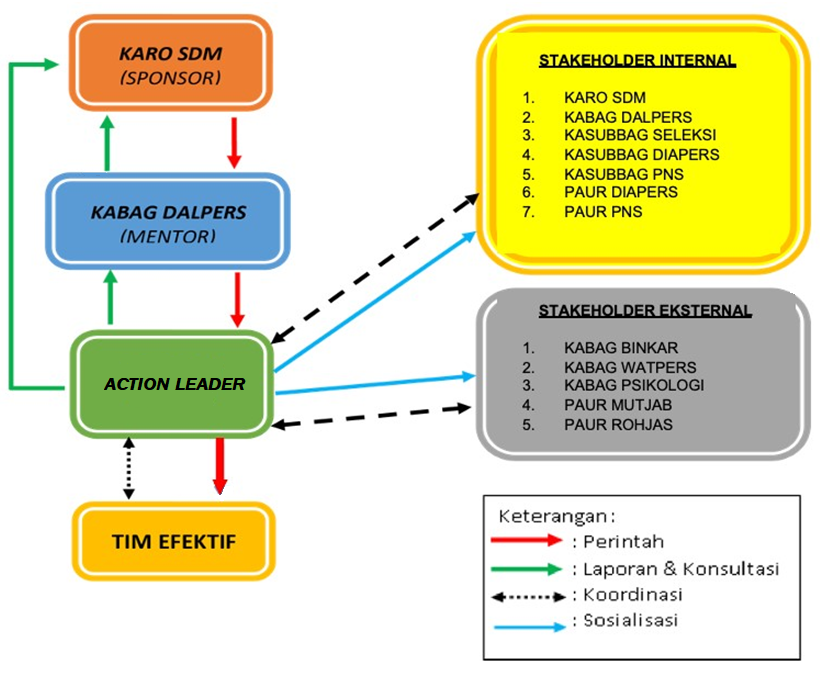 KARO SDM
(SPONSOR)
KABAG DALPERS
(MENTOR)
ACTION LEADER
TIM EFEKTIF
STAKEHOLDER INTERNAL
1. KARO SDM
2. KABAG DALPERS
3. KASUBBAG SELEKSI
4. KASUBBAG DIAPERS
5. KASUBBAG PNS
6. PAUR DIAPERS
7. PAUR PNS
STAKEHOLDER EKSTERNAL
1. KABAG BINKAR
2. KABAG WATPERS
3. KABAG PSIKOLOGI
4. PAUR MUTJAB
5. PAUR ROHJAS
Keterangan :
: Perintah
: Laporan & Konsultasi
: Koordinasi
: Sosialisasi